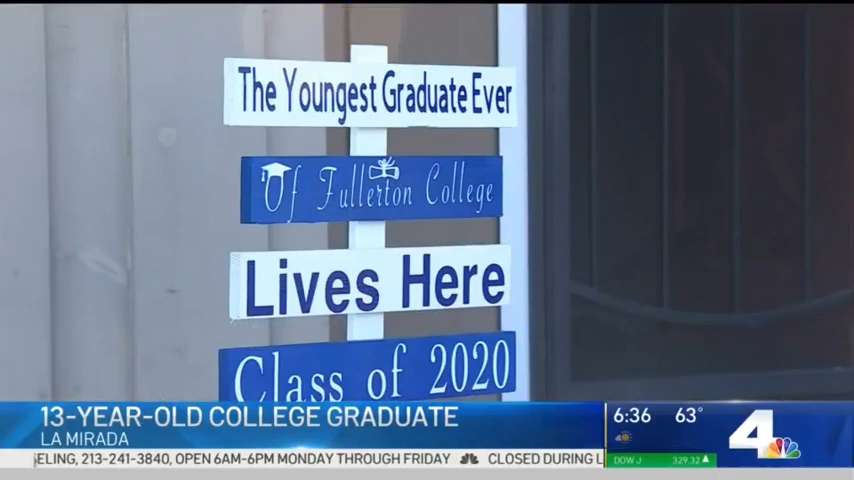 The Youngest Graduate Ever
Of Fullerton College
Lives Here
Class of 2020
13-YEAR-OLD COLLEGE GRADUATE
LA MIRADA
6:36 63°
4
ELING, 213-241-3840, OPEN 6AM-6PM MONDAY THROUGH FRIDAY CLOSED DURING L
DOW J 329.32 ▲